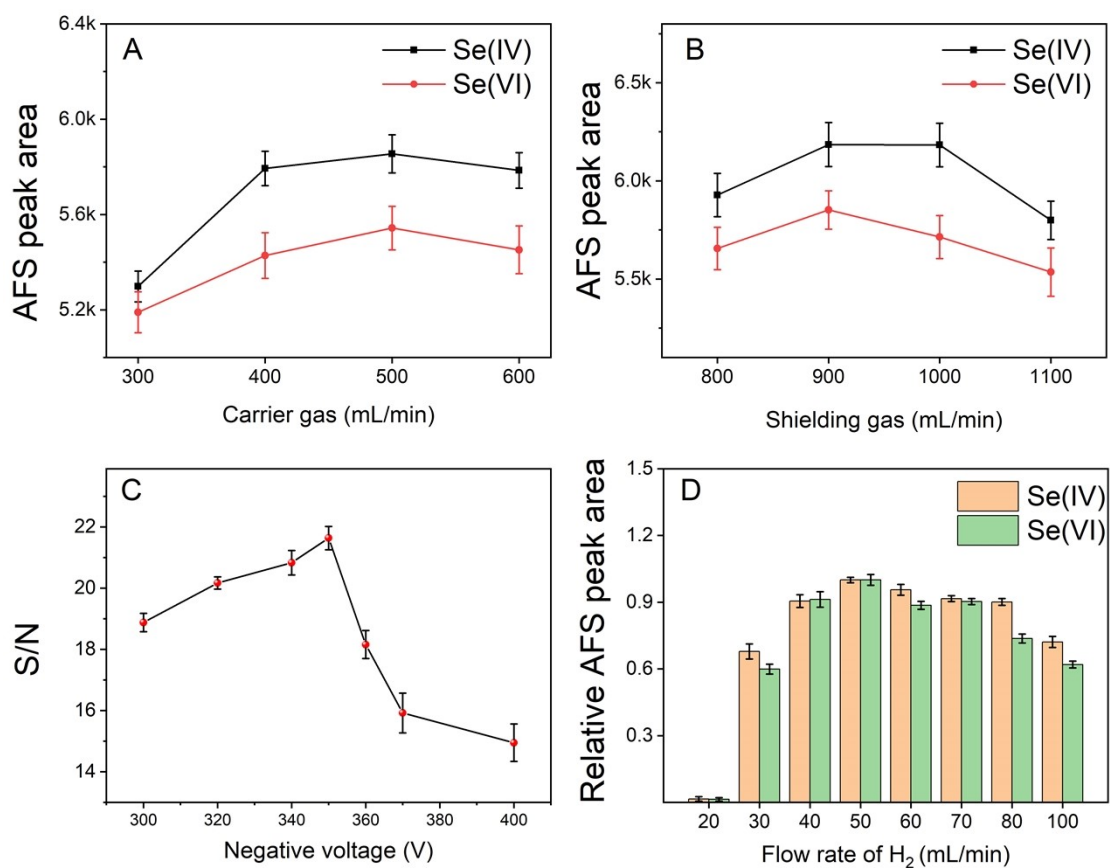 A
Se(IV)
Se(VI)
6.4k
6.0k
5.6k
5.2k
AFS peak area
300
400
500
600
Carrier gas (mL/min)
B
Se(IV)
Se(VI)
6.5k
6.0k
5.5k
AFS peak area
800
900
1000
1100
Shielding gas (mL/min)
C
22
20
18
16
14
S/N
300
320
340
360
380
400
Negative voltage (V)
D
Se(IV)
Se(VI)
1.5
1.2
0.9
0.6
0.3
Relative AFS peak area
20
30
40
50
60
70
80
100
Flow rate of H₂ (mL/min)